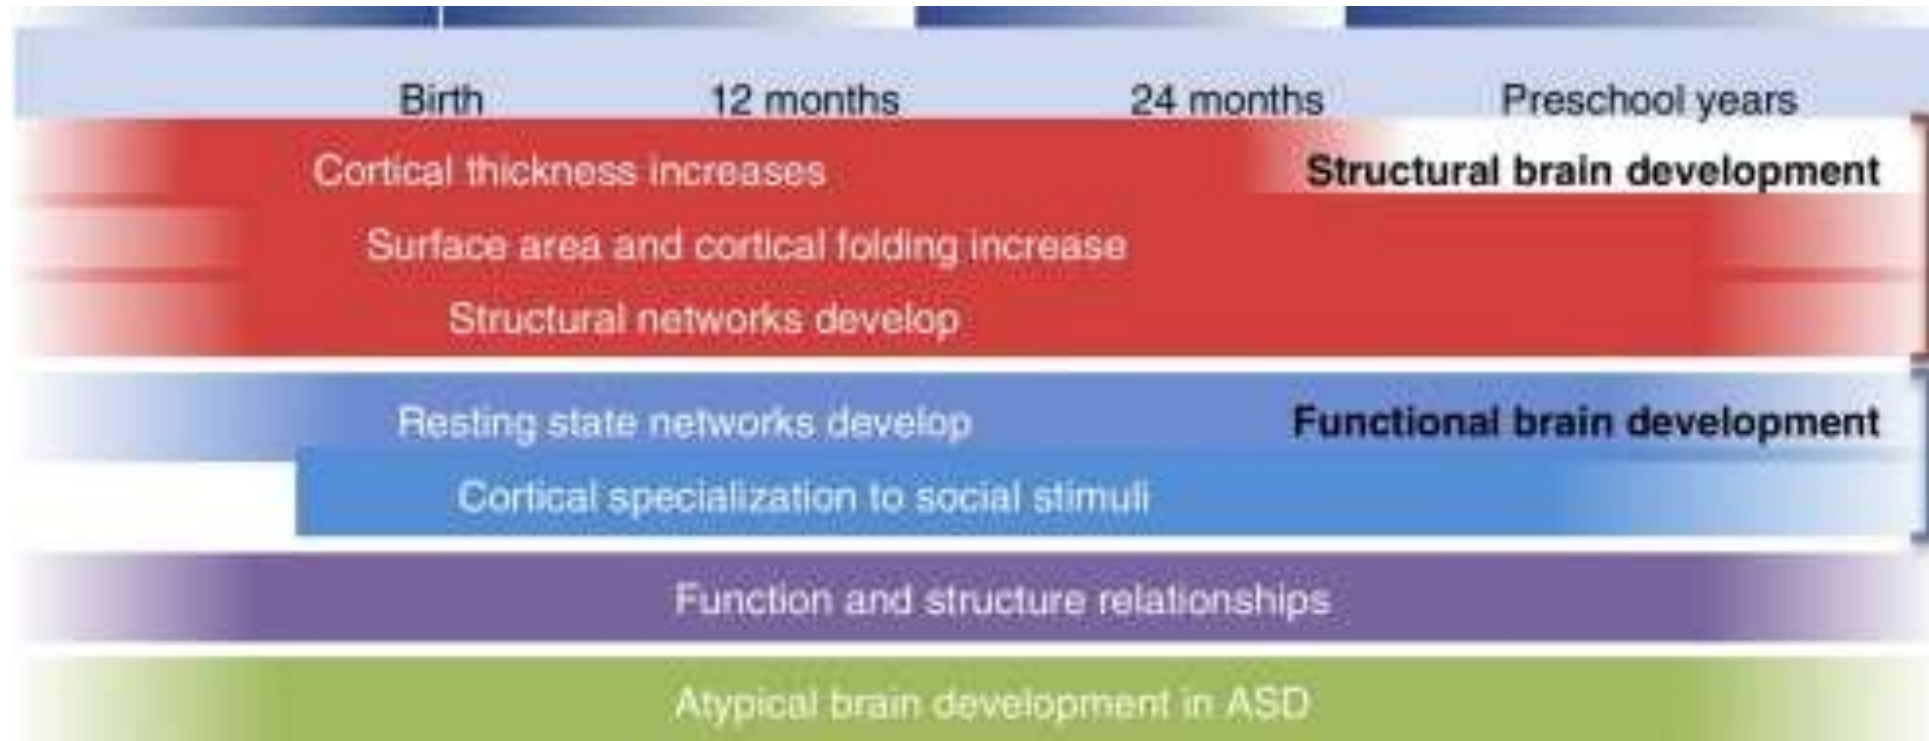 Birth 12 months 24 months Preschool years
Cortical thickness increases Structural brain development
Surface area and cortical folding increase
Structural networks develop
Resting state networks develop Functional brain development
Cortical specialization to social stimuli
Function and structure relationships
Atypical brain development in ASD